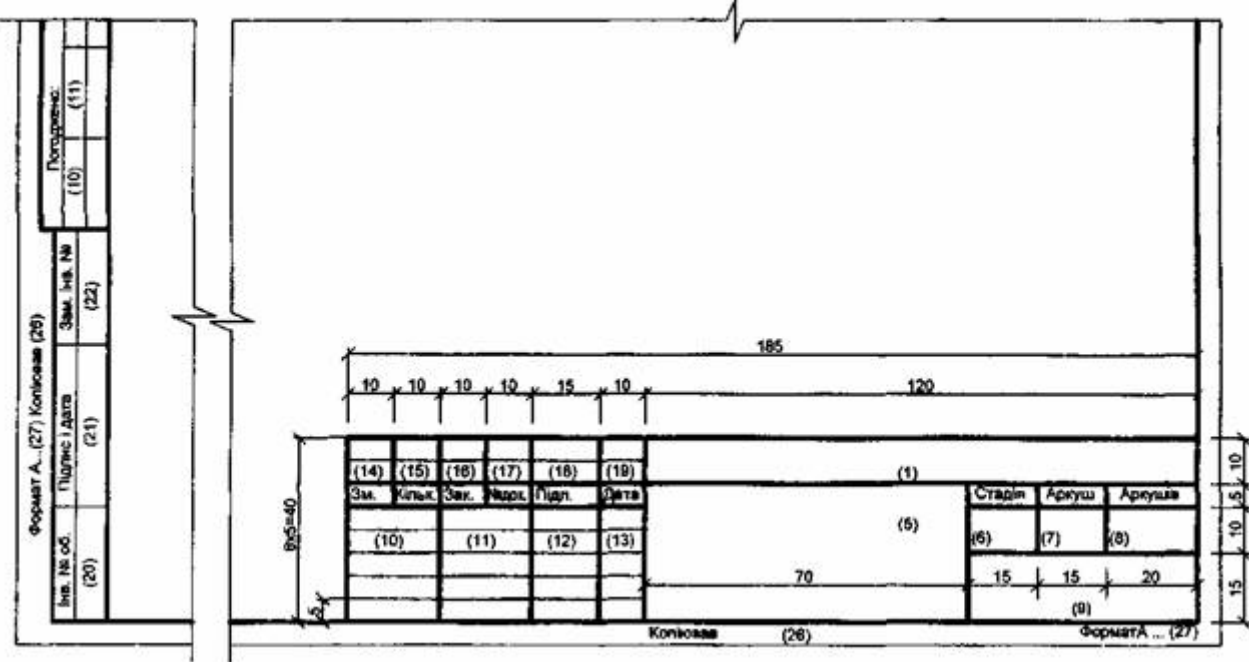 Погоджено:
(10) (11)
Зам. Інв. №
(22)
Підпис і дата
(21)
Інв. № об.
(20)
Формат А...(27) Копіював (26)
185
10 10 10 10 15 10 120
(14) (15) (16) (17) (18) (19) (1) 10
Зм. Кільк. Зак. №док. Підп. Дата Стадія Аркуш Аркушів 5
8х5=40
(10) (11) (12) (13) (5) (6) (7) (8) 10
70 15 15 20
5 (9) 15
Копіював (26) Формат А ... (27)